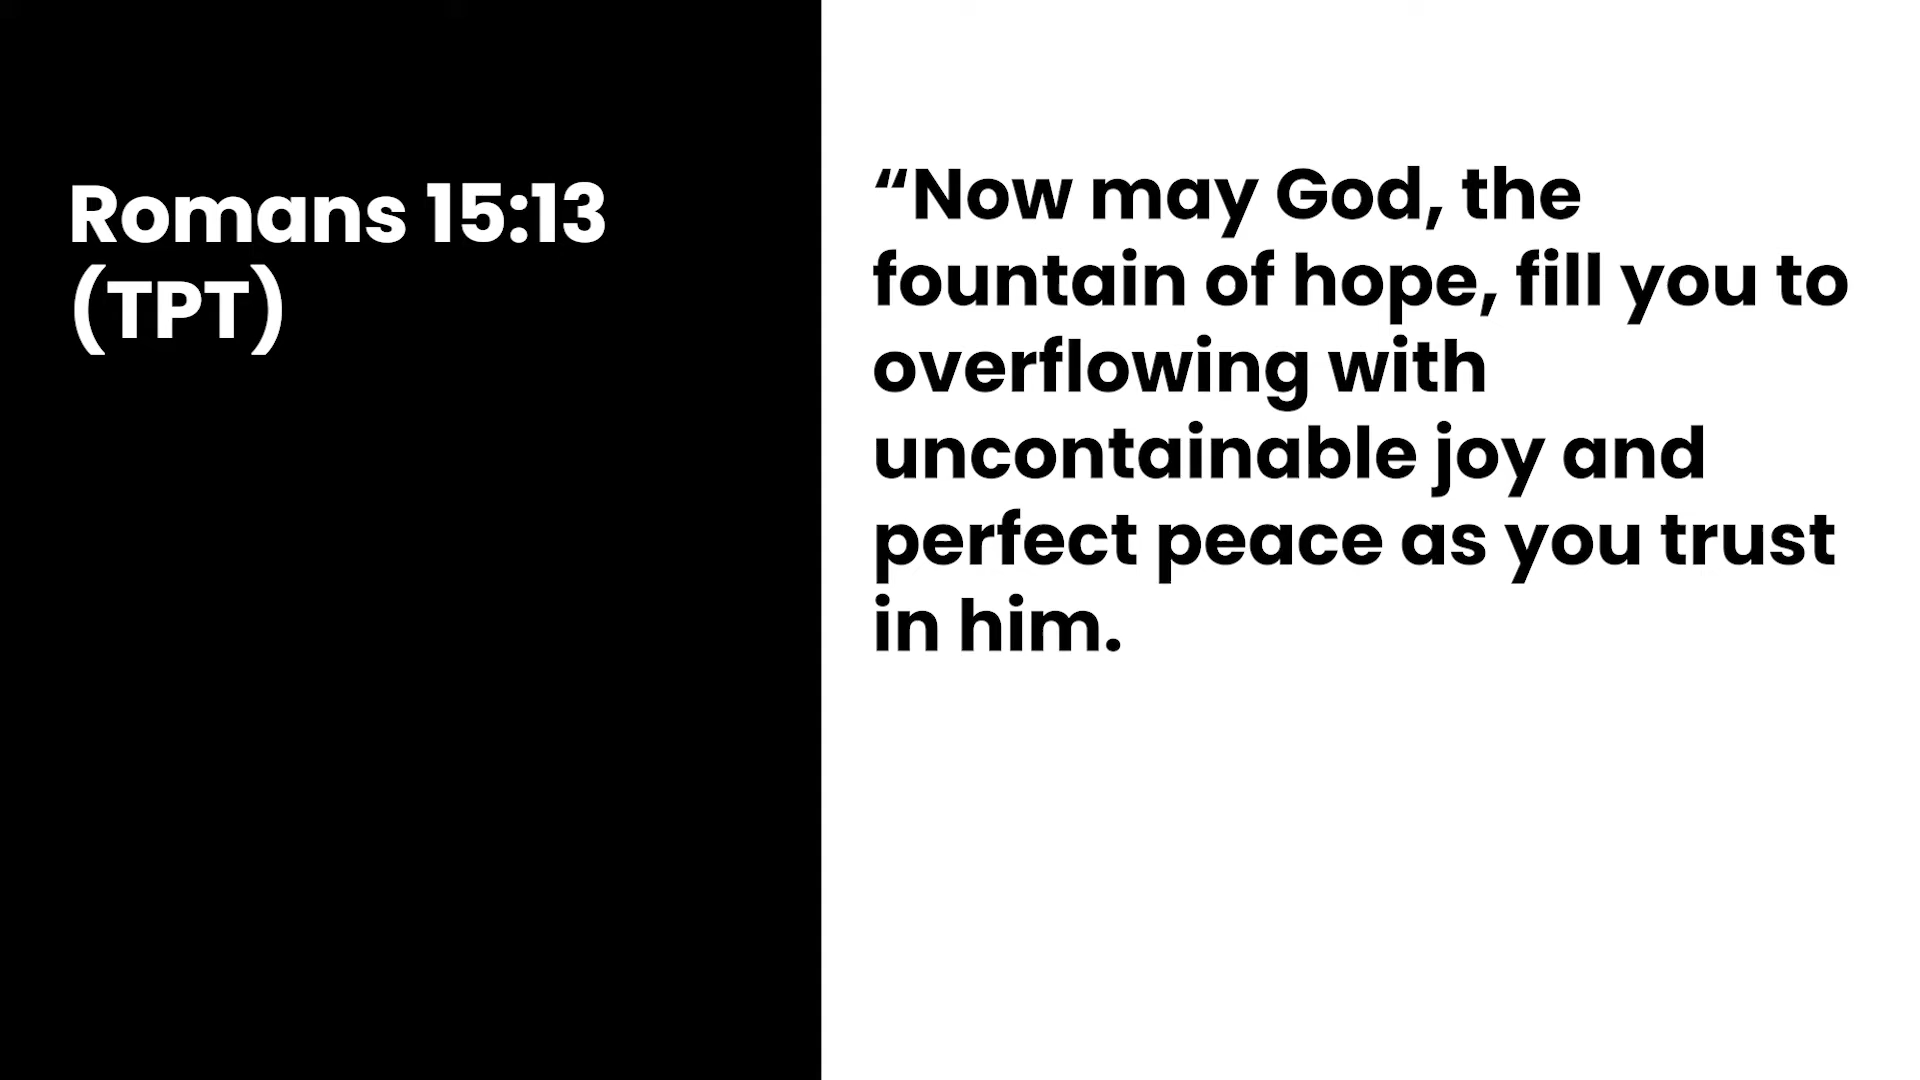 Romans 15:13
(TPT)
“Now may God, the
fountain of hope, fill you to
overflowing with
uncontainable joy and
perfect peace as you trust
in him.